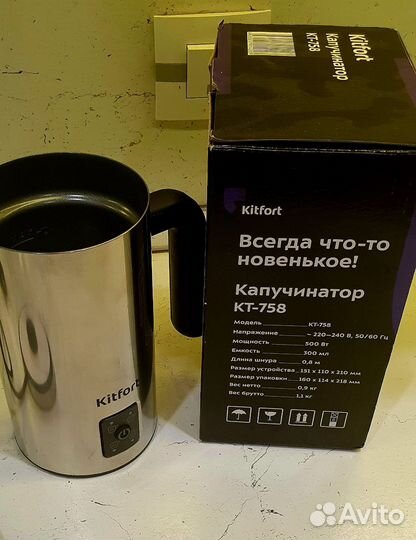 Kitfort
Капучинатор
КТ-758
Kitfort
Всегда что-то
новенькое!
Капучинатор
КТ-758
Модель КТ-758
Напряжение ~ 220–240 В, 50/60 Гц
Мощность 500 Вт
Емкость 300 мл
Длина шнура 0,8 м
Размер устройства 151 x 110 x 210 мм
Размер упаковки 160 x 114 x 218 мм
Вес нетто 0,9 кг
Вес брутто 1,1 кг
Kitfort
Avito